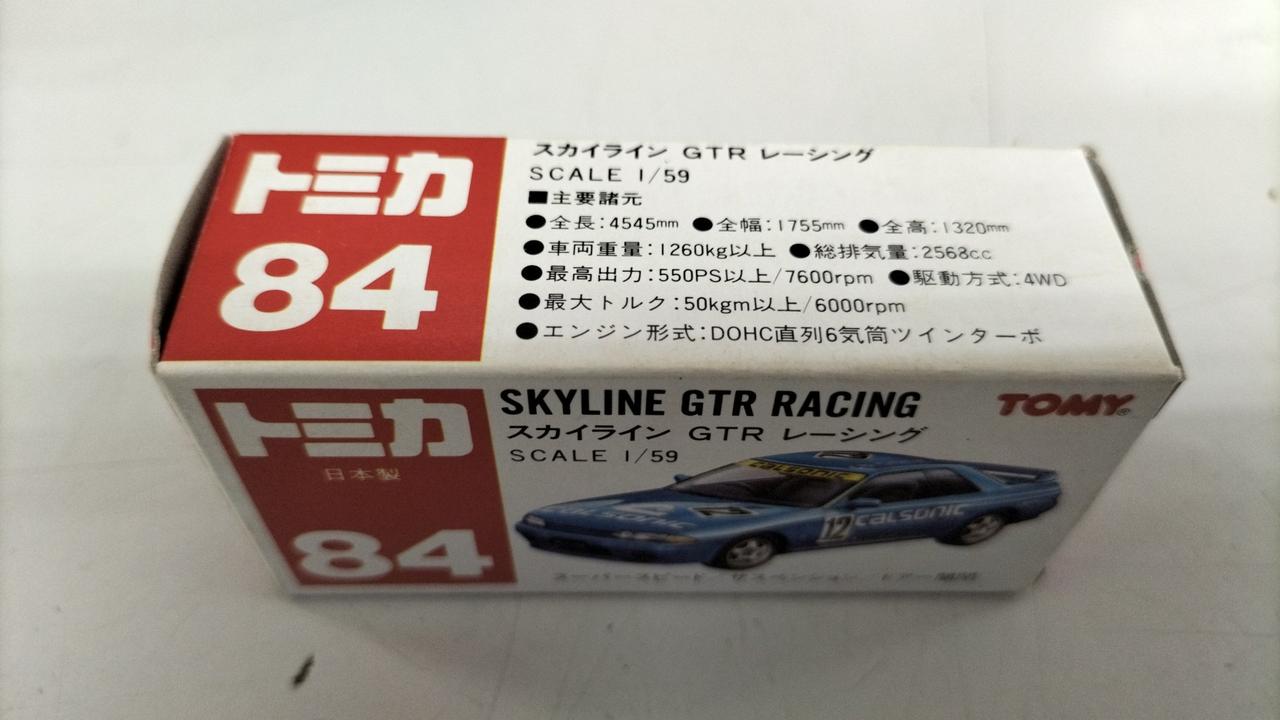 トミカ
84
スカイライン GTR レーシング
SCALE 1/59
■主要諸元
●全長:4545mm ●全幅:1755mm ●全高:1320mm
●車両重量:1260kg以上 ●総排気量:2568cc
●最高出力:550PS以上/7600rpm ●駆動方式:4WD
●最大トルク:50kgm以上/6000rpm
●エンジン形式:DOHC直列6気筒ツインターボ
トミカ
日本製
84
SKYLINE GTR RACING
TOMY®
スカイライン GTR レーシング
SCALE 1/59
CALSONIC
CALSONIC
12 CALSONIC